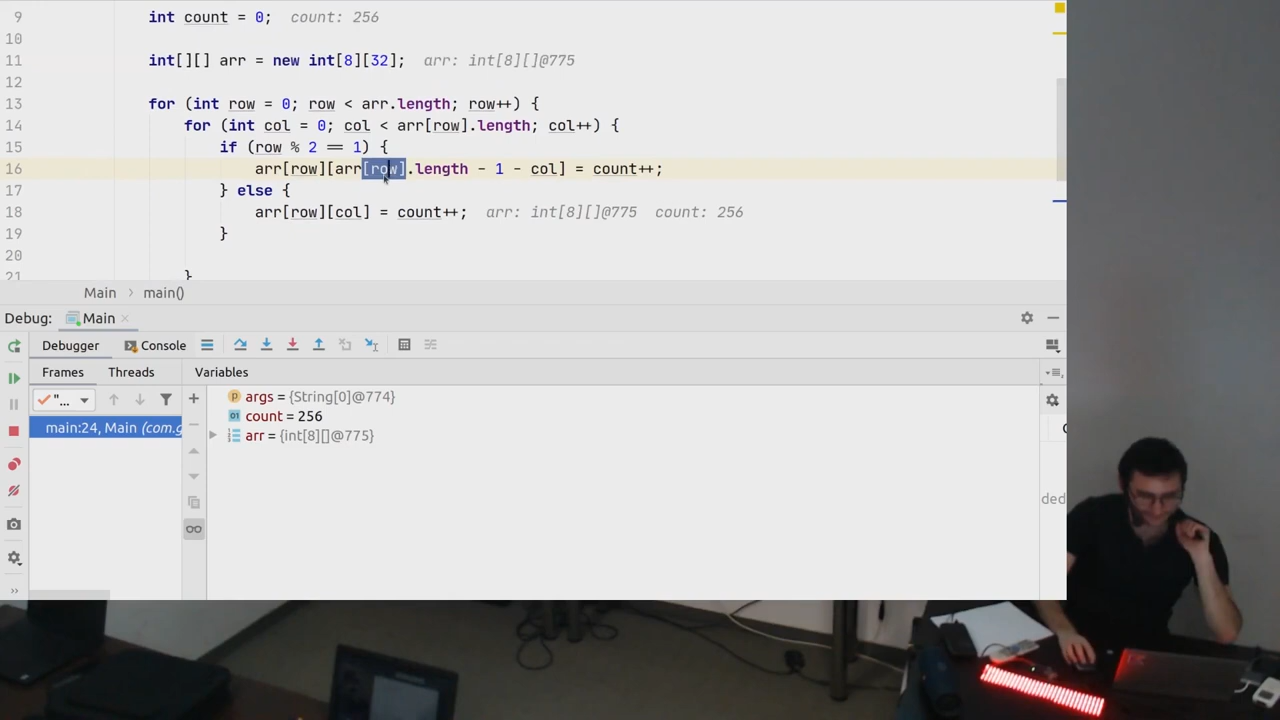 9 int count = 0; count: 256
10
11 int[][] arr = new int[8][32]; arr: int[8][]@775
12
13 for (int row = 0; row < arr.length; row++) {
14 for (int col = 0; col < arr[row].length; col++) {
15 if (row % 2 == 1) {
16 arr[row][arr[row].length - 1 - col] = count++;
17 } else {
18 arr[row][col] = count++; arr: int[8][]@775 count: 256
19 }
20
21 }
Main > main()
Debug: Main
Debugger Console
Frames Threads Variables
"...
args = {String[0]@774}
count = 256
main:24, Main (com.g
arr = {int[8][]@775}
ded